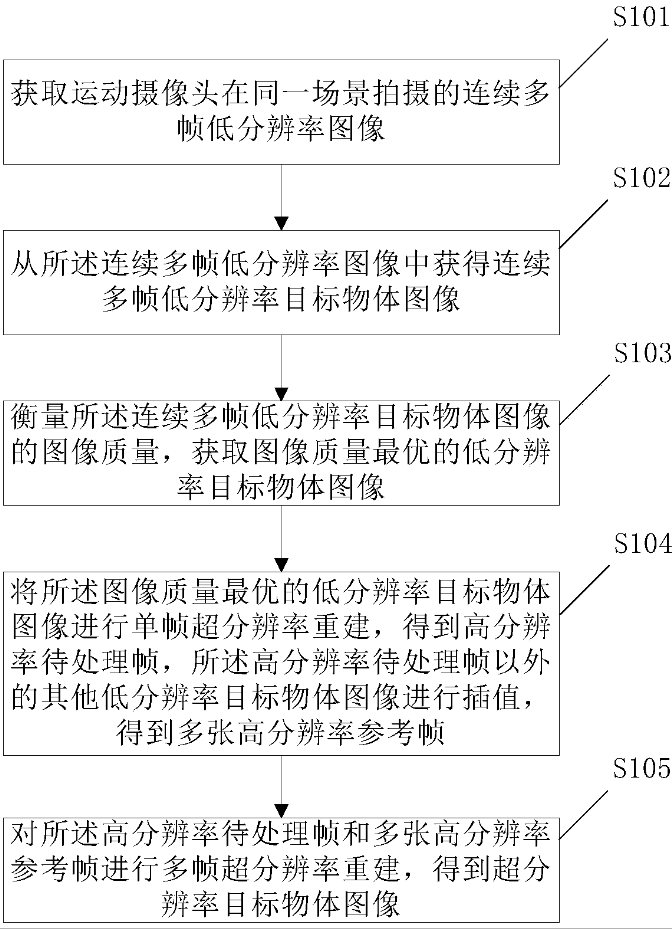 S101
获取运动摄像头在同一场景拍摄的连续多
帧低分辨率图像
S102
从所述连续多帧低分辨率图像中获得连续
多帧低分辨率目标物体图像
S103
衡量所述连续多帧低分辨率目标物体图像
的图像质量，获取图像质量最优的低分辨
率目标物体图像
S104
将所述图像质量最优的低分辨率目标物体
图像进行单帧超分辨率重建，得到高分辨
率待处理帧，所述高分辨率待处理帧以外
的其他低分辨率目标物体图像进行插值，
得到多张高分辨率参考帧
S105
对所述高分辨率待处理帧和多张高分辨率
参考帧进行多帧超分辨率重建，得到超分
辨率目标物体图像